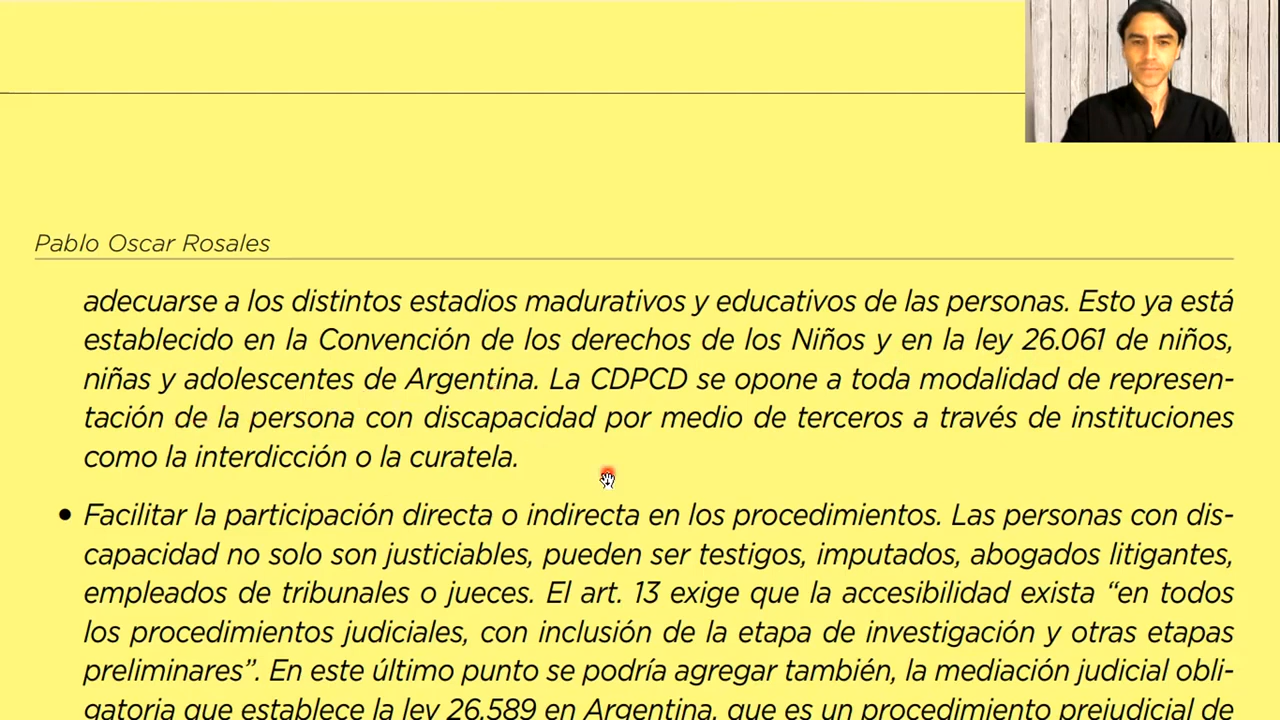 Pablo Oscar Rosales
adecuarse a los distintos estadios madurativos y educativos de las personas. Esto ya está
establecido en la Convención de los derechos de los Niños y en la ley 26.061 de niños,
niñas y adolescentes de Argentina. La CDPCD se opone a toda modalidad de represen-
tación de la persona con discapacidad por medio de terceros a través de instituciones
como la interdicción o la curatela.
• Facilitar la participación directa o indirecta en los procedimientos. Las personas con dis-
capacidad no solo son justiciables, pueden ser testigos, imputados, abogados litigantes,
empleados de tribunales o jueces. El art. 13 exige que la accesibilidad exista “en todos
los procedimientos judiciales, con inclusión de la etapa de investigación y otras etapas
preliminares”. En este último punto se podría agregar también, la mediación judicial obli-
gatoria que establece la ley 26.589 en Argentina, que es un procedimiento prejudicial de